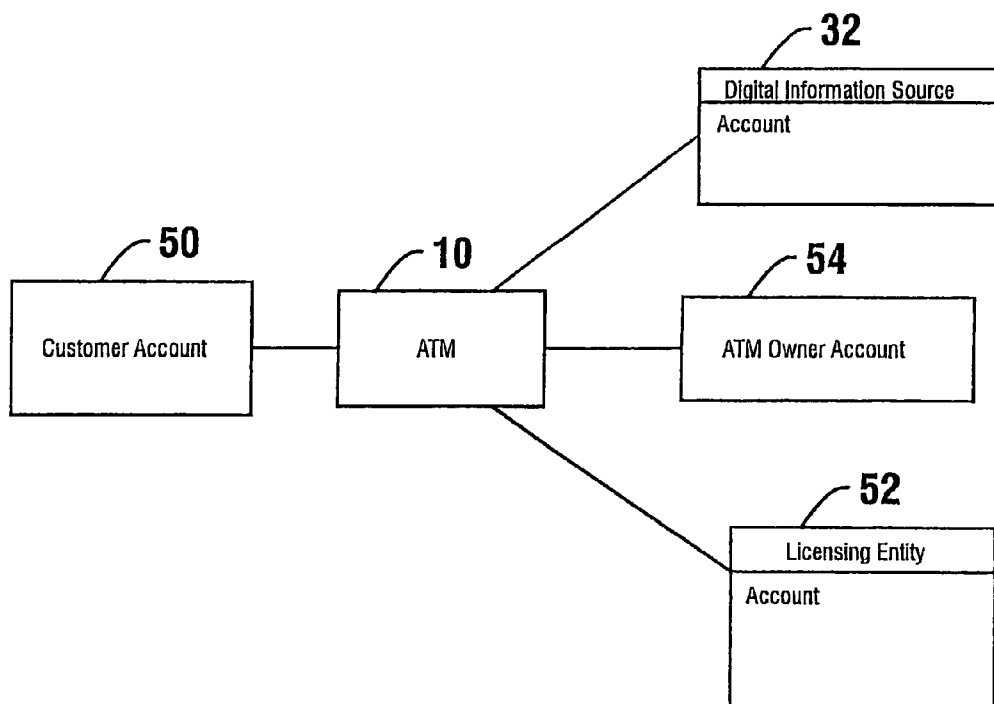 32
Digital Information Source
Account
50
Customer Account
10
ATM
54
ATM Owner Account
52
Licensing Entity
Account